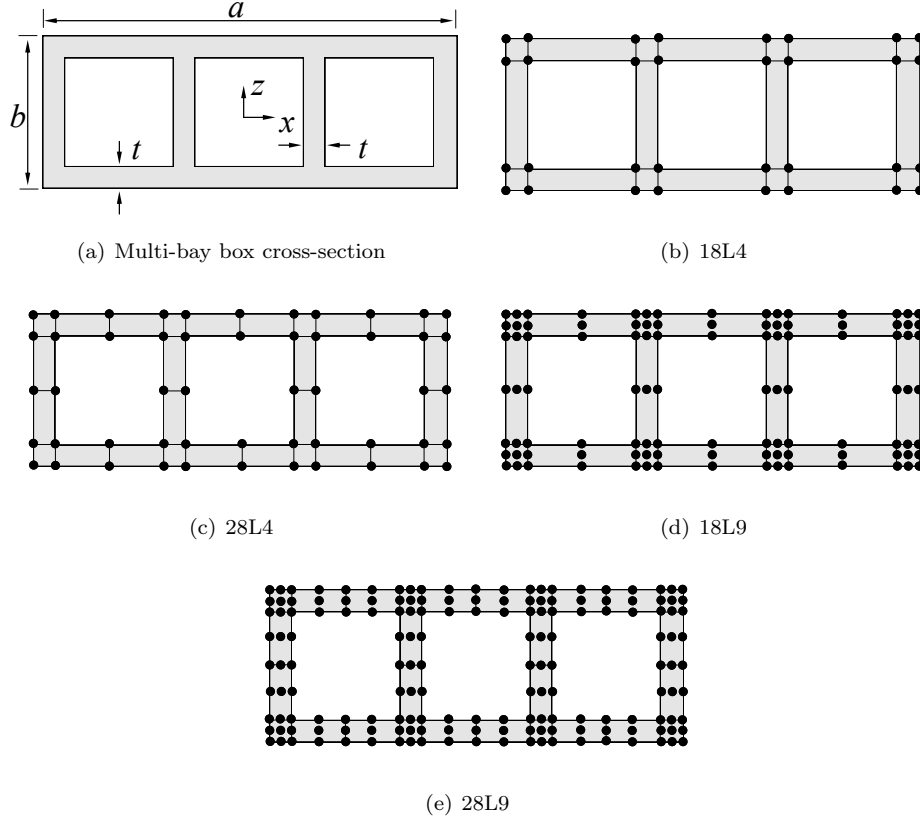 a
b
z
x
t
t
(a) Multi-bay box cross-section
(b) 18L4
(c) 28L4
(d) 18L9
(e) 28L9